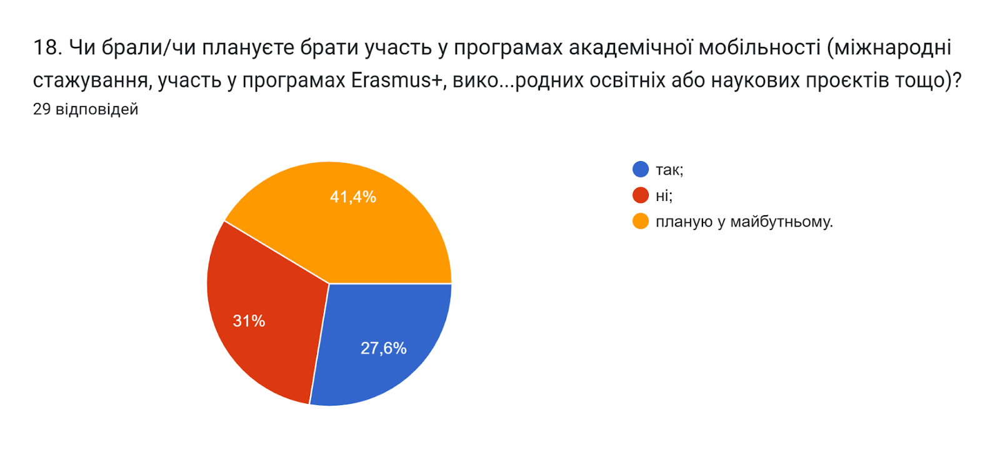 18. Чи брали/чи плануєте брати участь у програмах академічної мобільності (міжнародні
стажування, участь у програмах Erasmus+, вико...родних освітніх або наукових проєктів тощо)?
29 відповідей
так;
ні;
планую у майбутньому.
41,4%
31%
27,6%